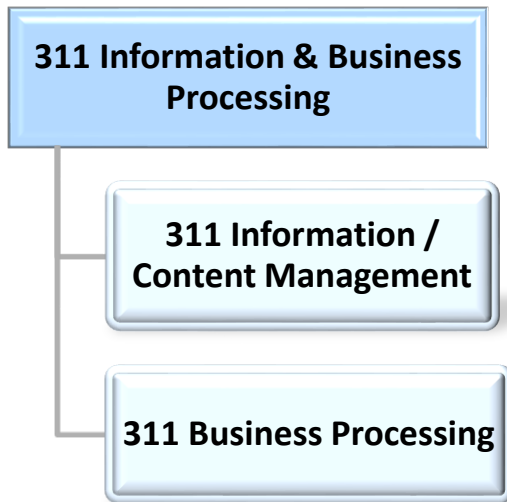 311 Information & Business
Processing
311 Information /
Content Management
311 Business Processing